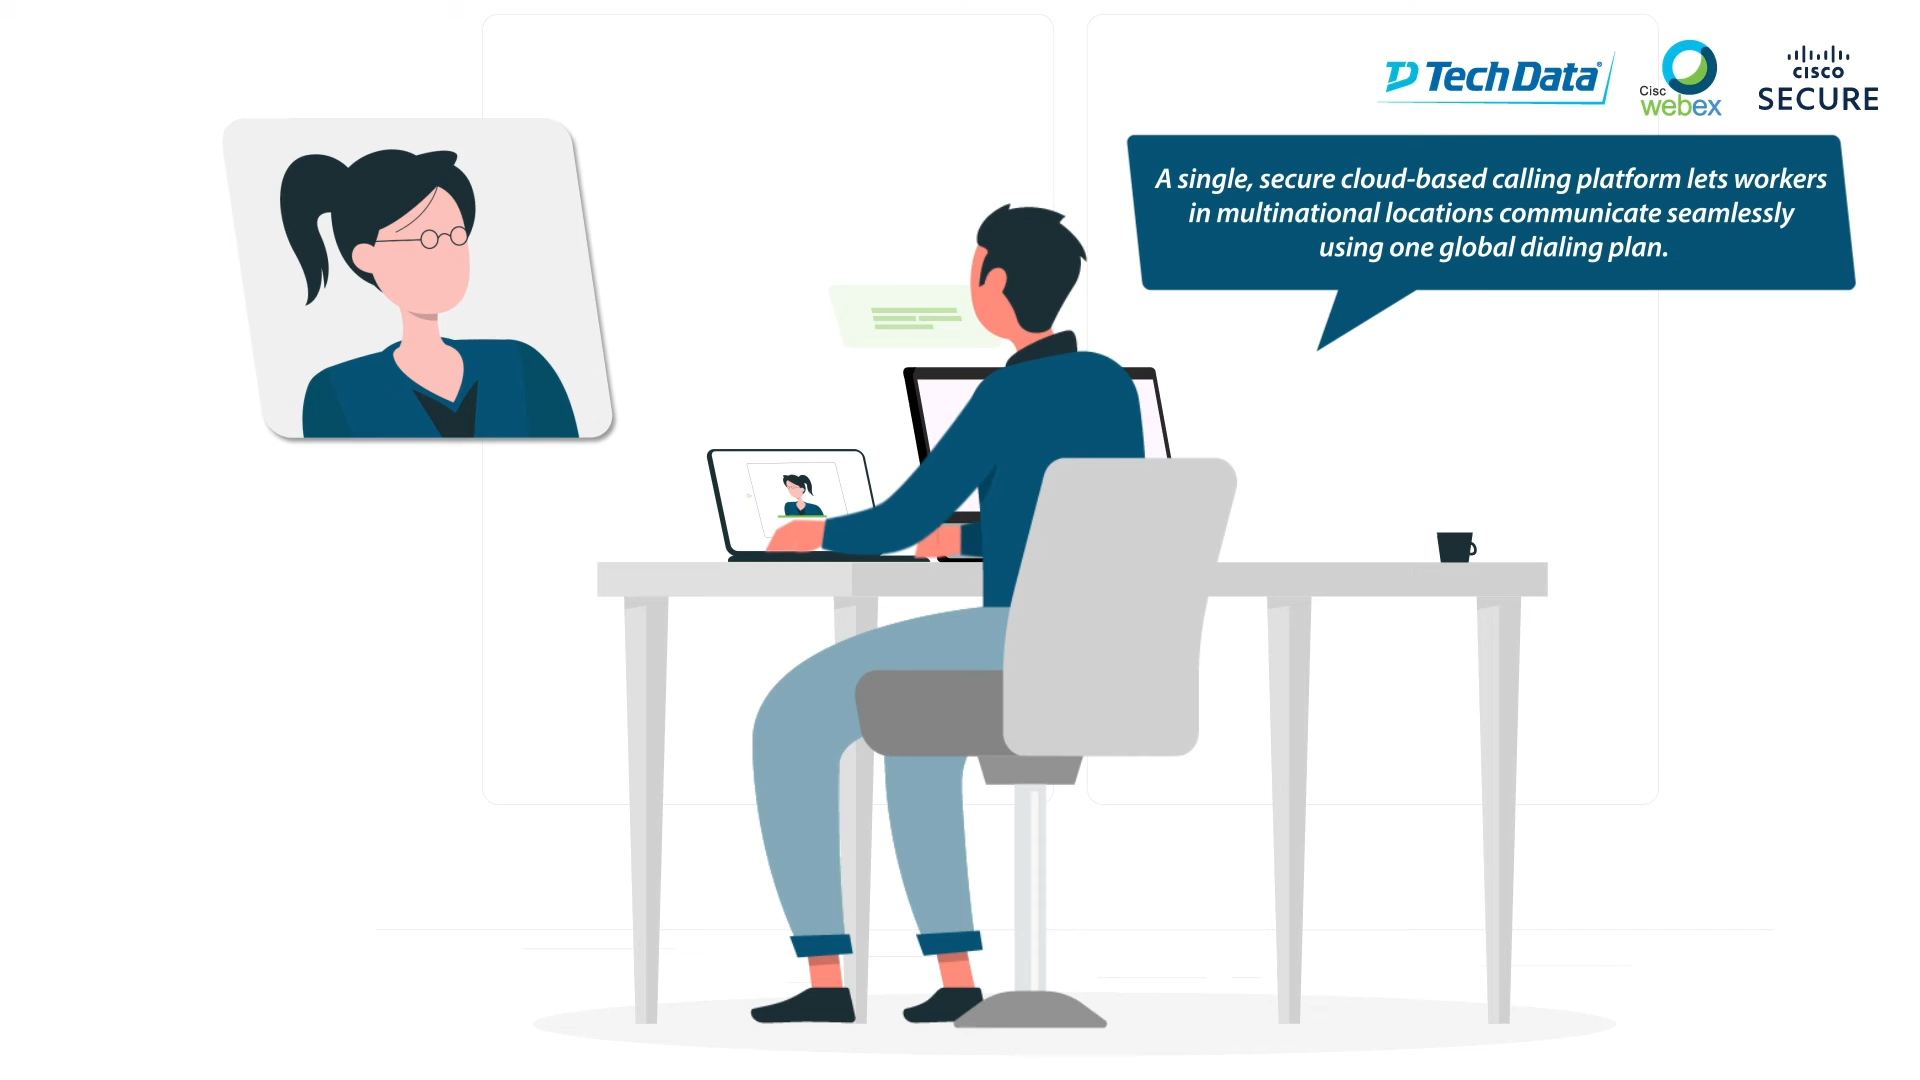 TechData
Cisc
webex
cisco
SECURE
A single, secure cloud-based calling platform lets workers
in multinational locations communicate seamlessly
using one global dialing plan.